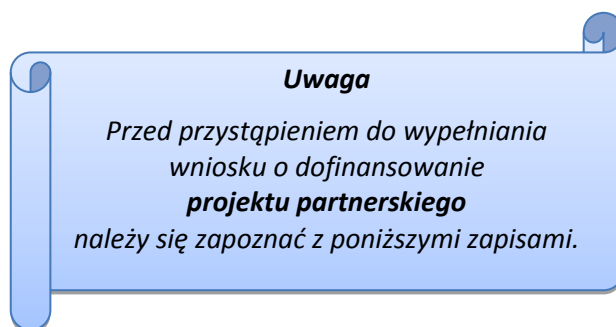 Uwaga
Przed przystąpieniem do wypełniania
wniosku o dofinansowanie
projektu partnerskiego
należy się zapoznać z poniższymi zapisami.